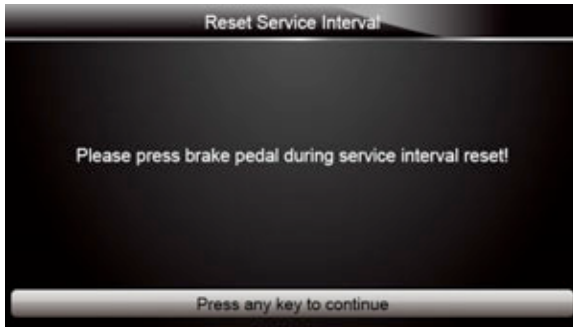 Reset Service Interval
Please press brake pedal during service interval reset!
Press any key to continue